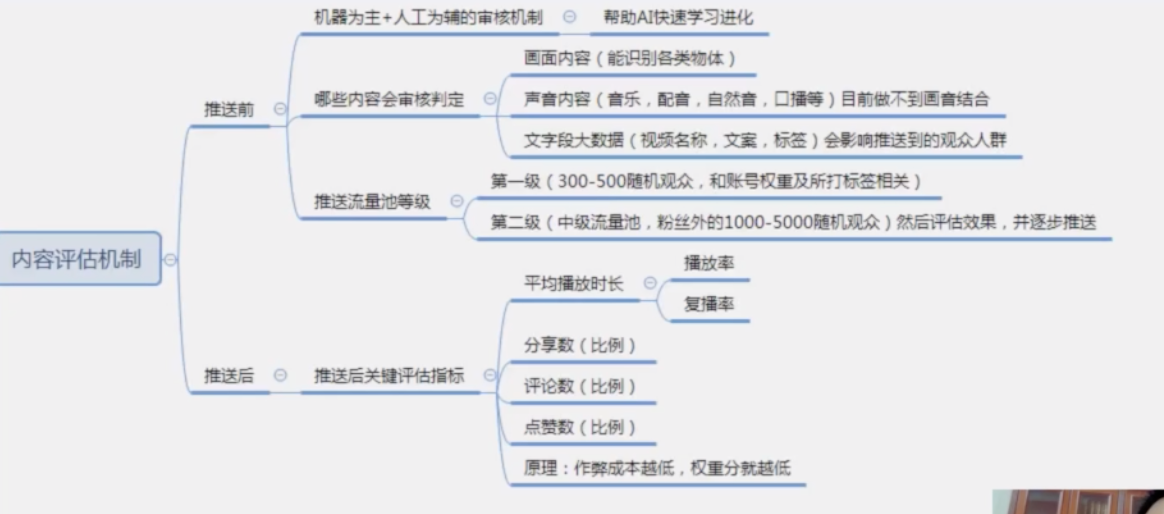 内容评估机制
推送前
机器为主+人工为辅的审核机制
帮助AI快速学习进化
哪些内容会审核判定
画面内容（能识别各类物体）
声音内容（音乐，配音，自然音，口播等）目前做不到画音结合
文字段大数据（视频名称，文案，标签）会影响推送到的观众人群
推送流量池等级
第一级（300-500随机观众，和账号权重及所打标签相关）
第二级（中级流量池，粉丝外的1000-5000随机观众）然后评估效果，并逐步推送
推送后
推送后关键评估指标
平均播放时长
播放率
复播率
分享数（比例）
评论数（比例）
点赞数（比例）
原理：作弊成本越低，权重分就越低